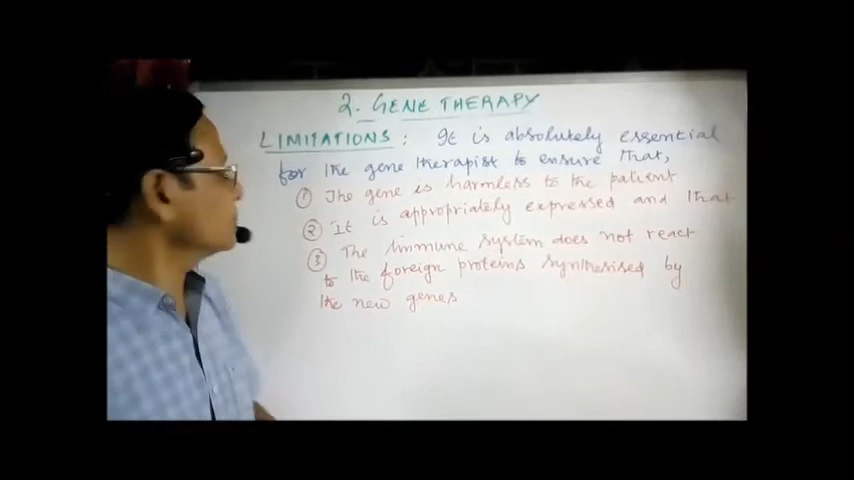 2. GENE THERAPY
LIMITATIONS : It is absolutely essential
for the gene therapist to ensure that,
① The gene is harmless to the patient
② It is appropriately expressed and that
③ The immune system does not react
to the foreign proteins synthesised by
the new genes